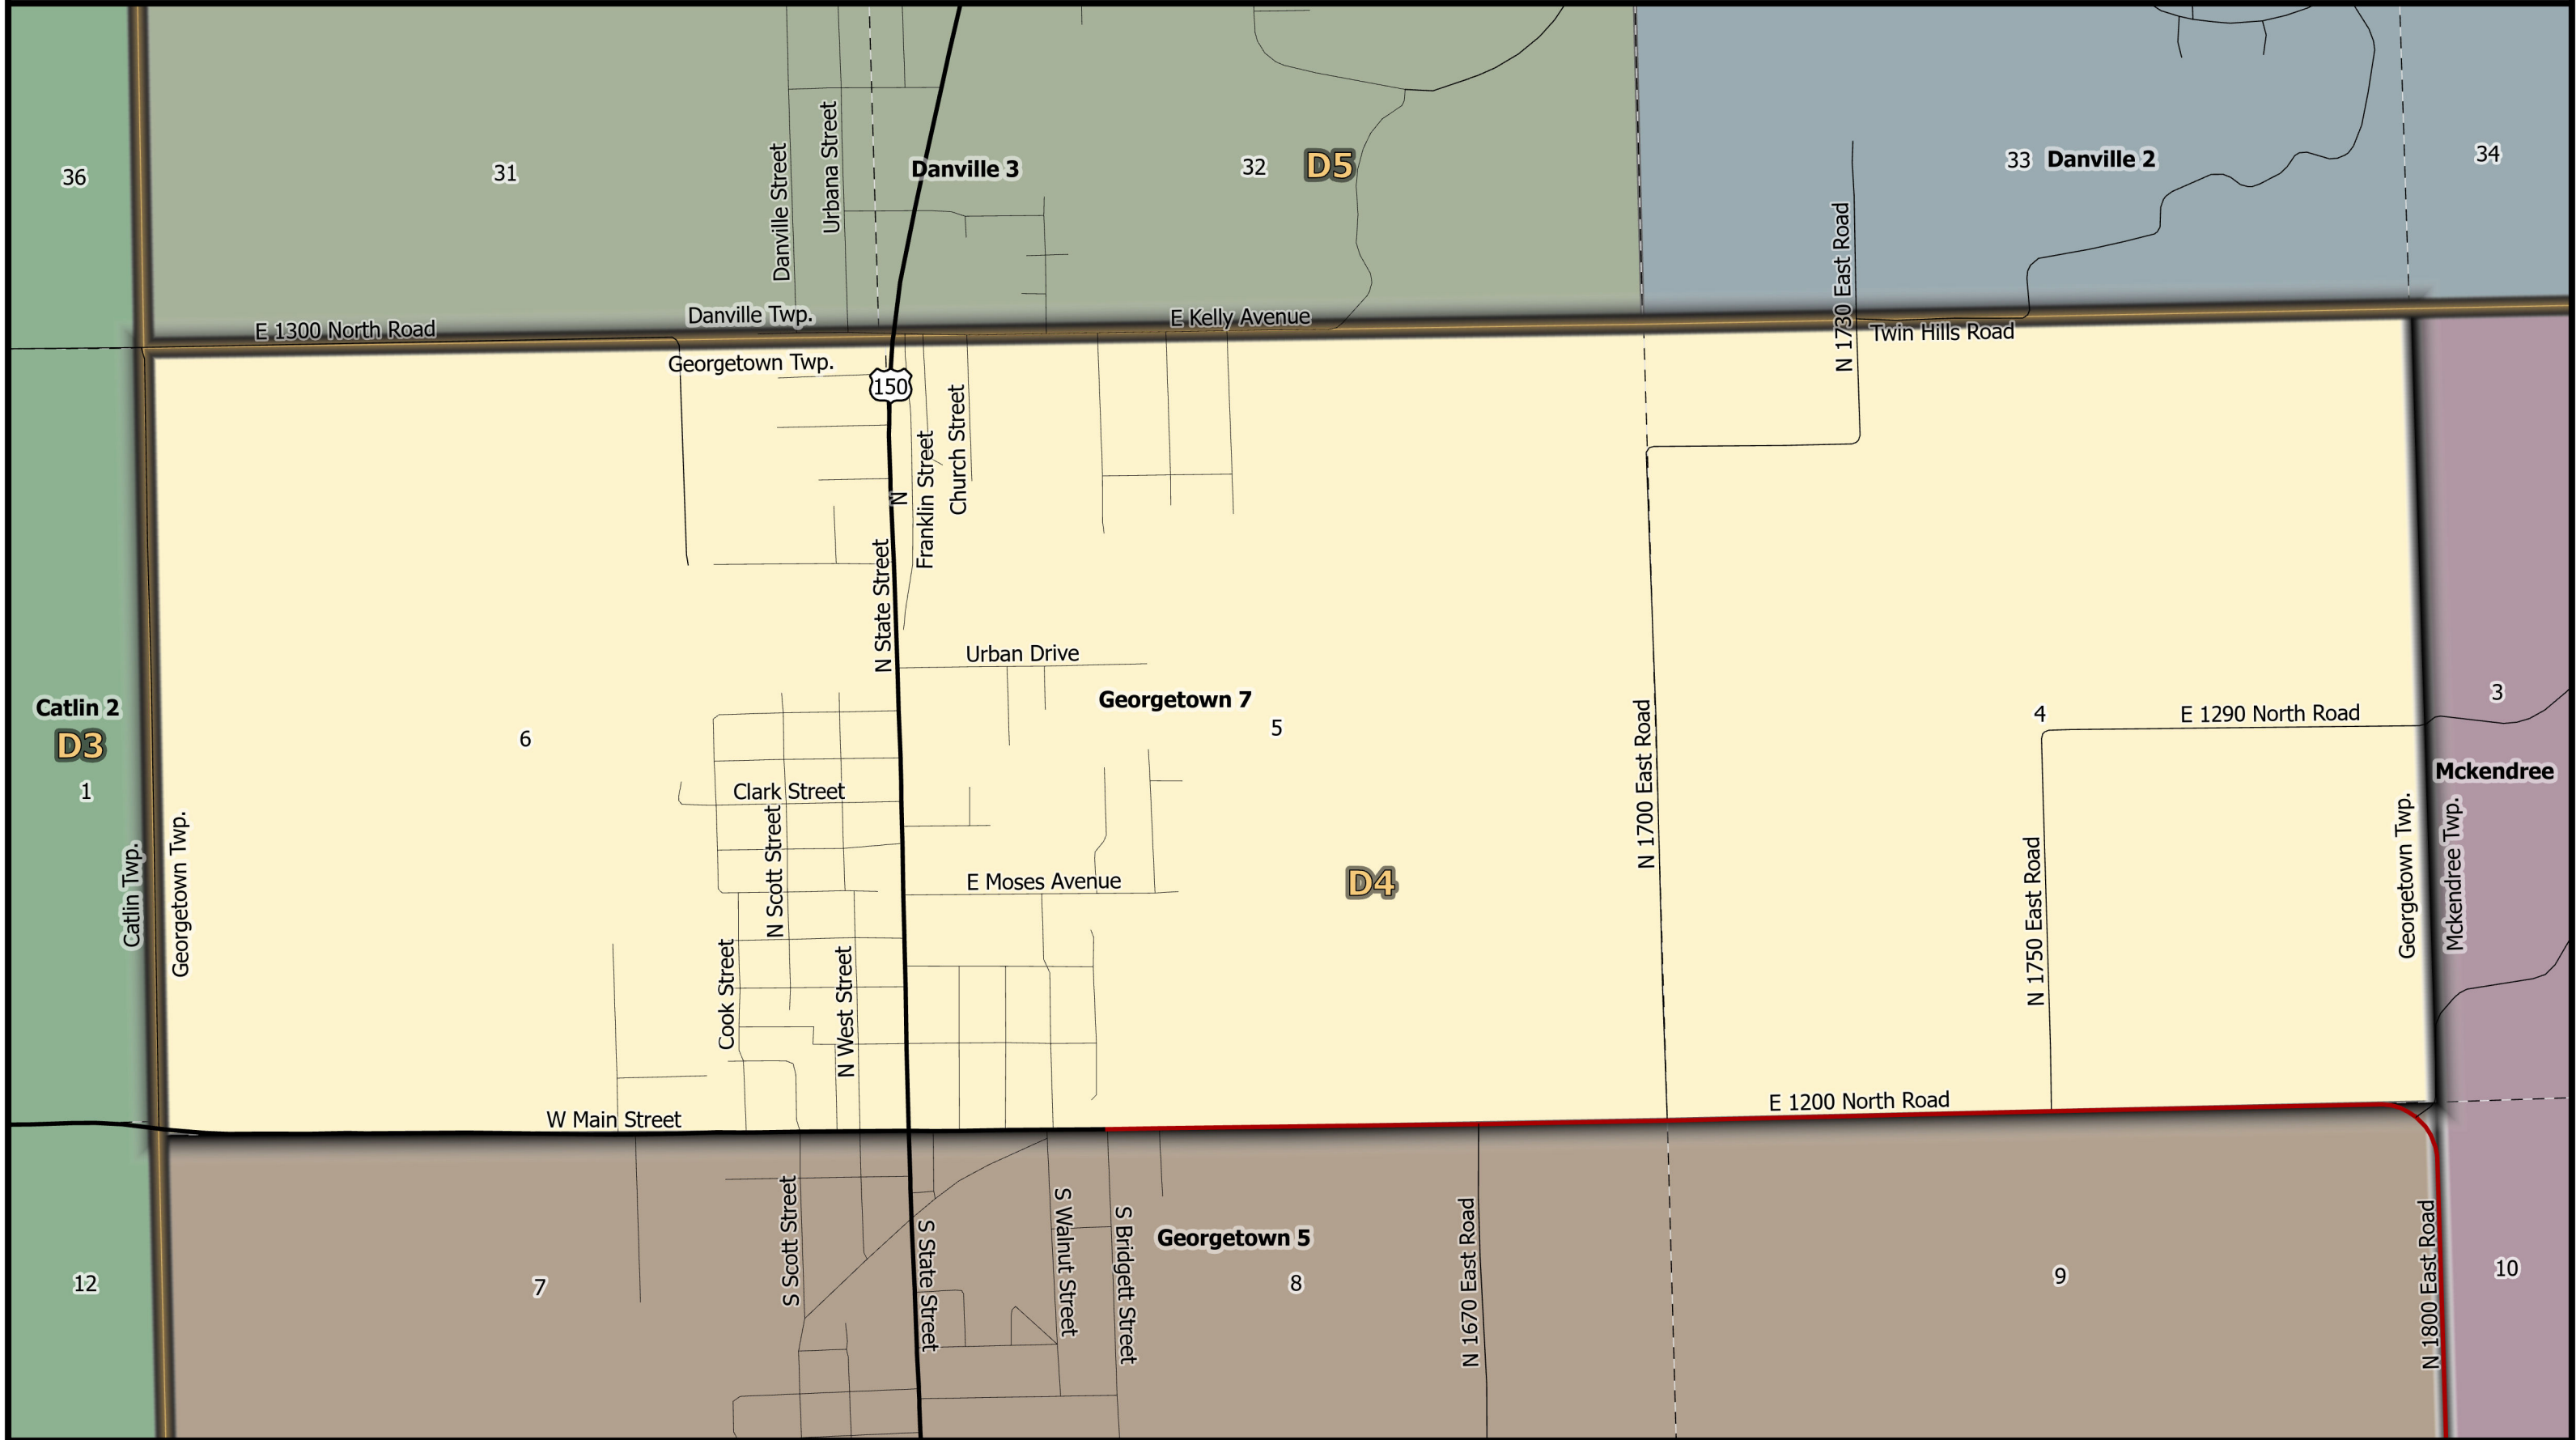 36
31
Danville Street
Urbana Street
Danville 3
32
D5
33
Danville 2
34
N 1730 East Road
E 1300 North Road
Danville Twp.
E Kelly Avenue
Twin Hills Road
Georgetown Twp.
150
N
Franklin Street
Church Street
N State Street
Urban Drive
Georgetown 7
5
6
Catlin 2
D3
1
Catlin Twp.
Georgetown Twp.
Clark Street
N Scott Street
E Moses Avenue
D4
Cook Street
N West Street
N 1700 East Road
4
E 1290 North Road
3
Mckendree
N 1750 East Road
Georgetown Twp.
Mckendree Twp.
W Main Street
E 1200 North Road
12
7
S Scott Street
S State Street
S Walnut Street
S Bridgett Street
Georgetown 5
8
N 1670 East Road
9
N 1800 East Road
10